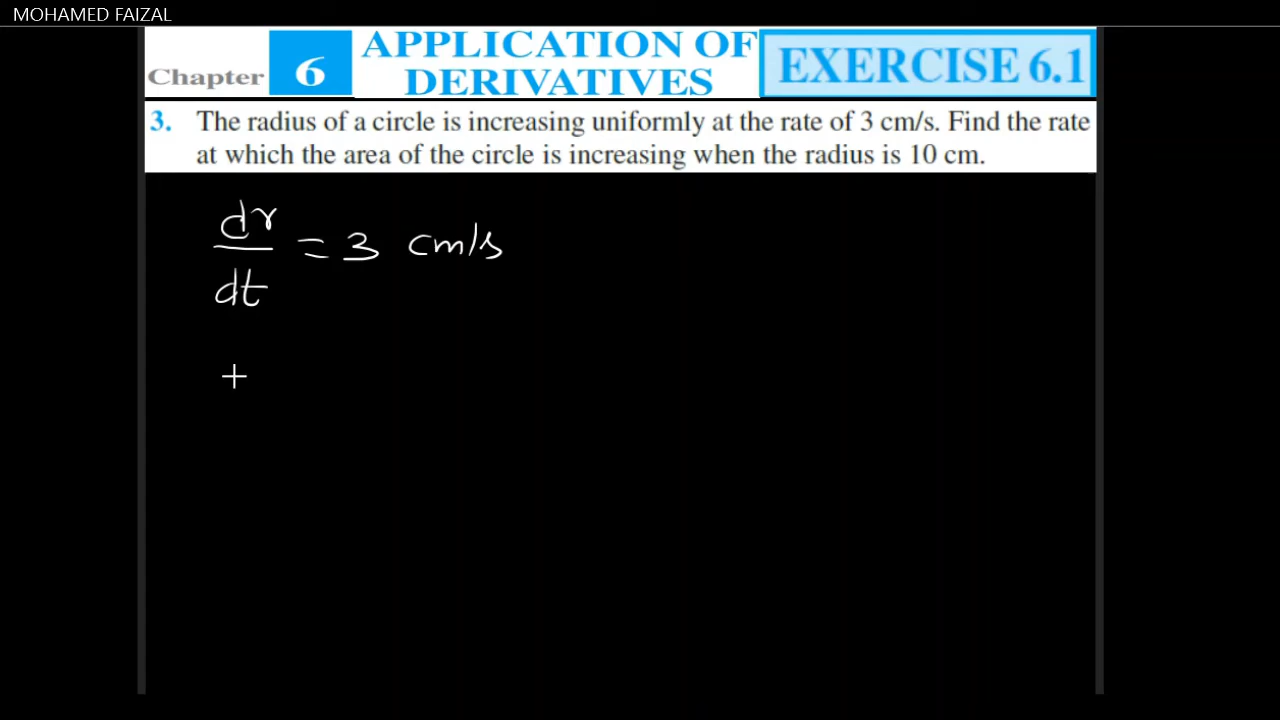 MOHAMED FAIZAL
Chapter 6 APPLICATION OF DERIVATIVES EXERCISE 6.1
3. The radius of a circle is increasing uniformly at the rate of 3 cm/s. Find the rate
at which the area of the circle is increasing when the radius is 10 cm.
dr/dt = 3 cm/s
+